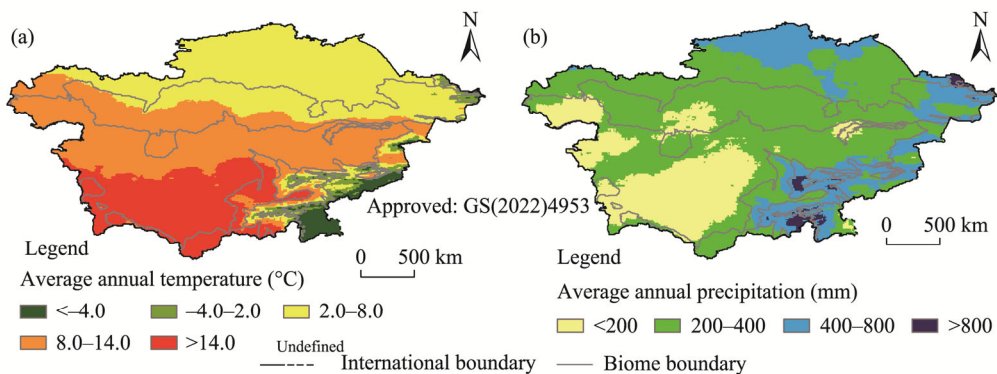 (a)
N
(b)
N
Approved: GS(2022)4953
Legend
0 500 km
Average annual temperature (°C)
<–4.0 –4.0–2.0 2.0–8.0
8.0–14.0 >14.0
Legend
0 500 km
Average annual precipitation (mm)
<200 200–400 400–800 >800
Undefined
International boundary Biome boundary